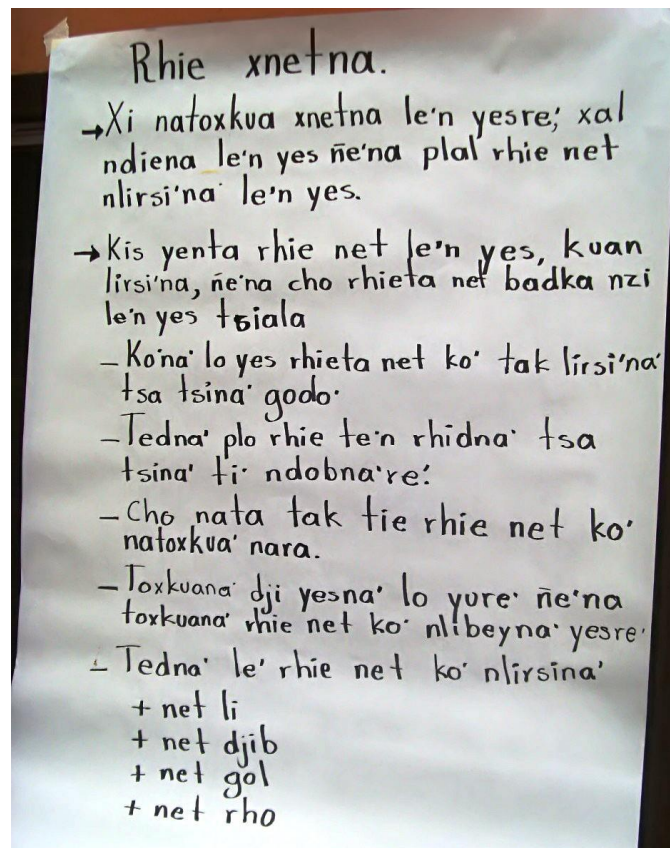 Rhie xnetna.
→Xi natoxkua xnetna le'n yesre; xal
ndiena le'n yes ñe'na plal rhie net
nlirsi'na le'n yes.
→Kis yenta rhie net le'n yes, kuan
lirsi'na, ñe'na cho rhieta net badka nzi
le'n yes tsiala
- Ko'na' lo yes rhieta net ko' tak lirsi'na'
tsa tsina' godo.
- Tedna' plo rhie te'n rhidna' tsa
tsina' ti' ndobna're'.
- Cho nata tak tie rhie net ko'
natoxkua' nara.
- Toxkuana' dji yesna' lo yure' ñe'na
toxkuana' rhie net ko' nlibeyna' yesre'
- Tedna' le' rhie net ko' nlirsina'
+ net li
+ net djib
+ net gol
+ net rho